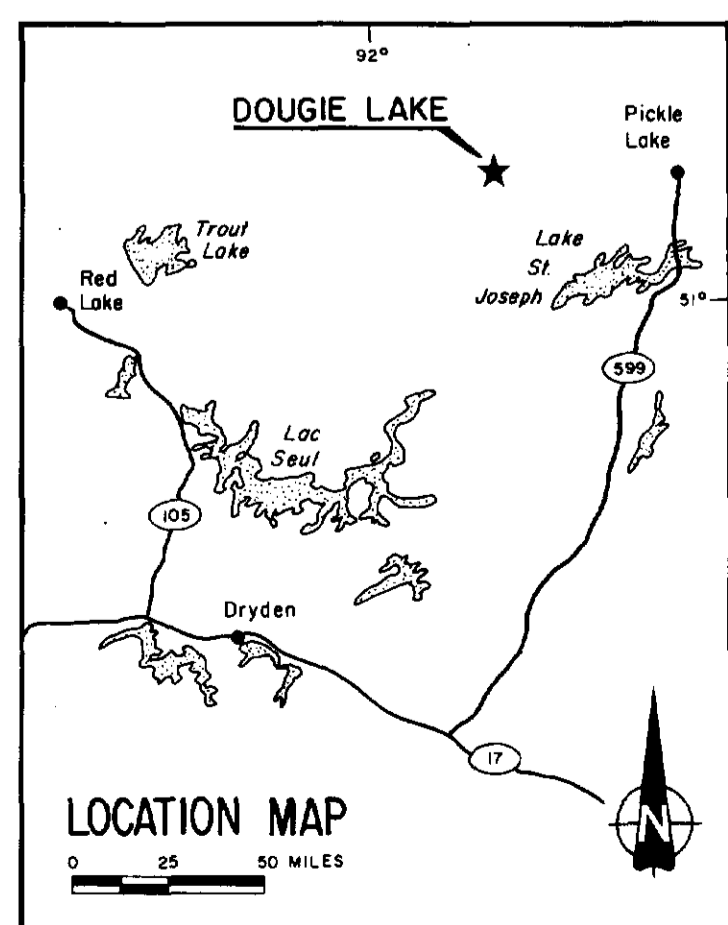 92°
DOUGIE LAKE
Pickle
Lake
Trout
Lake
Lake
St.
Joseph
Red
Lake
51°
599
Lac
Seul
105
Dryden
17
N
LOCATION MAP
0 25 50 MILES